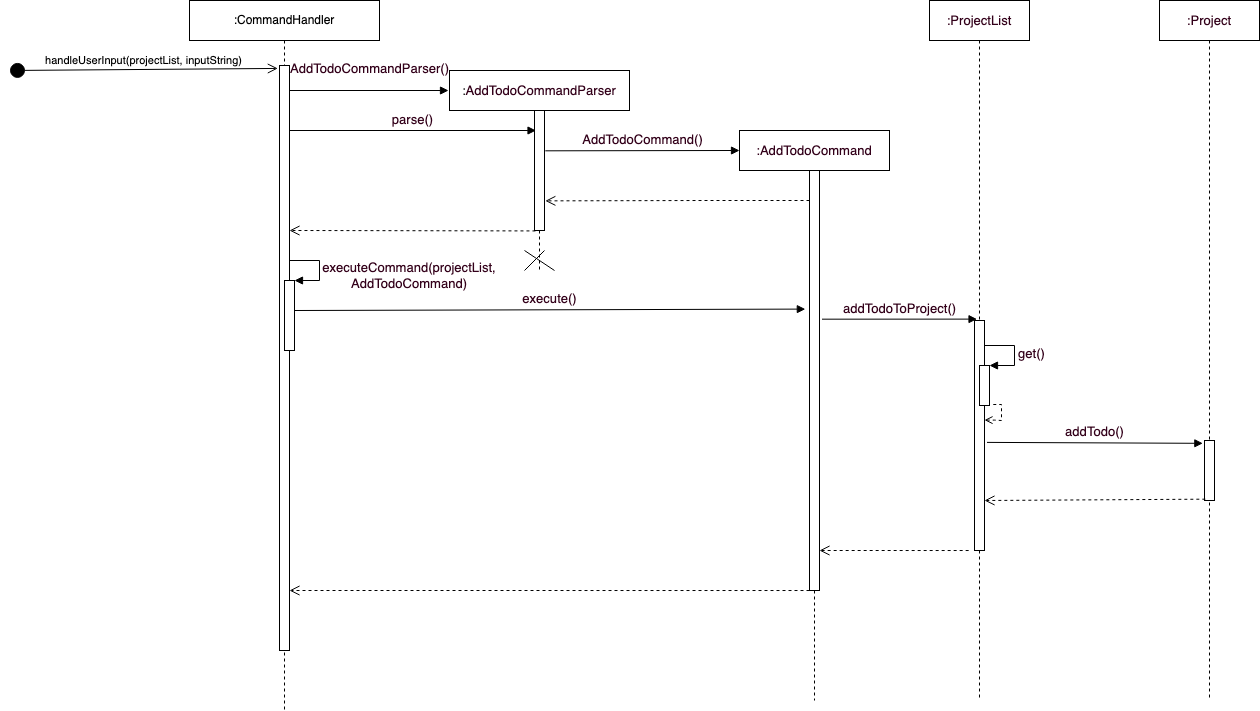 :CommandHandler
:ProjectList
:Project
handleUserInput(projectList, inputString)
AddTodoCommandParser()
:AddTodoCommandParser
parse()
AddTodoCommand()
:AddTodoCommand
executeCommand(projectList,
AddTodoCommand)
execute()
addTodoToProject()
get()
addTodo()